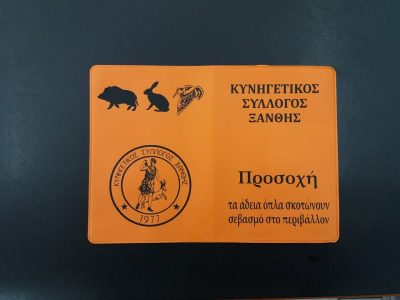 ΚΥΝΗΓΕΤΙΚΟΣ ΣΥΛΛΟΓΟΣ ΞΑΝΘΗΣ
1977
ΚΥΝΗΓΕΤΙΚΟΣ
ΣΥΛΛΟΓΟΣ
ΞΑΝΘΗΣ
Προσοχή
τα άδεια όπλα σκοτώνουν
σεβασμό στο περιβάλλον